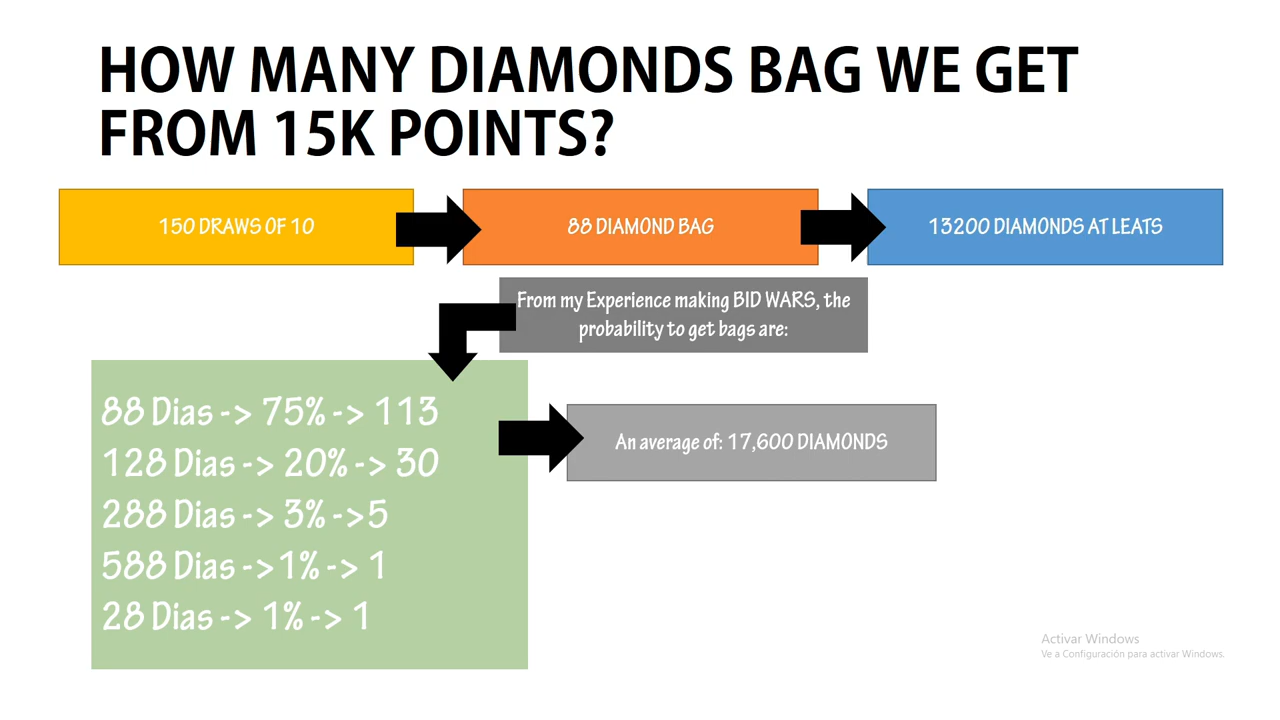 HOW MANY DIAMONDS BAG WE GET
FROM 15K POINTS?
150 DRAWS OF 10
88 DIAMOND BAG
13200 DIAMONDS AT LEATS
From my Experience making BID WARS, the
probability to get bags are:
88 Dias -> 75% -> 113
128 Dias -> 20% -> 30
288 Dias -> 3% ->5
588 Dias ->1% -> 1
28 Dias -> 1% -> 1
An average of: 17,600 DIAMONDS
Activar Windows
Ve a Configuración para activar Windows.